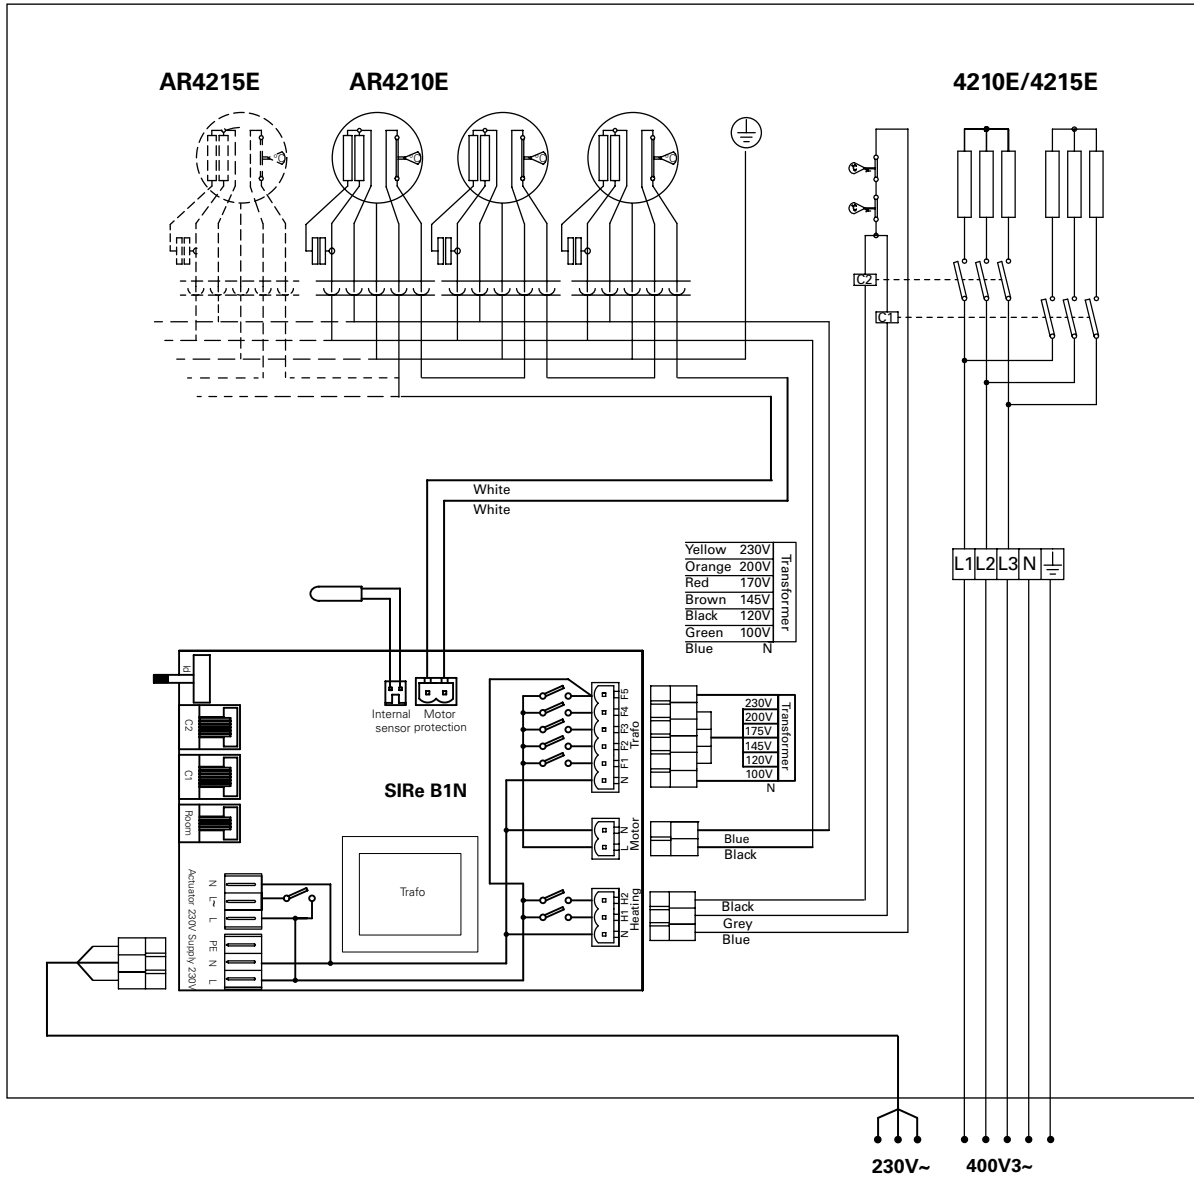 AR4215E
AR4210E
4210E/4215E
C2
C1
White
White
Yellow 230V
Orange 200V
Red 170V
Brown 145V
Black 120V
Green 100V
Blue N
Transformer
L1 L2 L3 N
Id
C2
C1
Room
Internal sensor
Motor protection
SIRe B1N
Trafo
F5
F4
F3
F2
F1
N
Trafo
230V
200V
175V
145V
120V
100V
N
Transformer
N
L
Motor
Blue
Black
H2
H1
N
Heating
Black
Grey
Blue
Actuator 230V
N
L~
L
Supply 230V
PE
N
L
230V~
400V3~